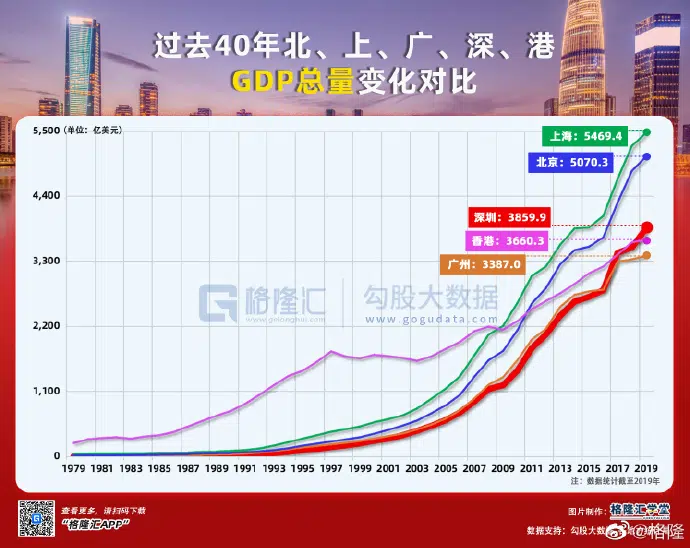 过去40年北、上、广、深、港
GDP总量变化对比
5,500 (单位：亿美元)
上海：5469.4
北京：5070.3
4,400
深圳：3859.9
香港：3660.3
3,300
广州：3387.0
格隆汇
www.gelonghui.com
勾股大数据
www.gogudata.com
2,200
1,100
0
1979 1981 1983 1985 1987 1989 1991 1993 1995 1997 1999 2001 2003 2005 2007 2009 2011 2013 2015 2017 2019
注：数据统计截至2019年
查看更多，请扫码下载
“格隆汇APP”
图片制作：格隆汇学堂
数据支持：勾股大数据
@格隆